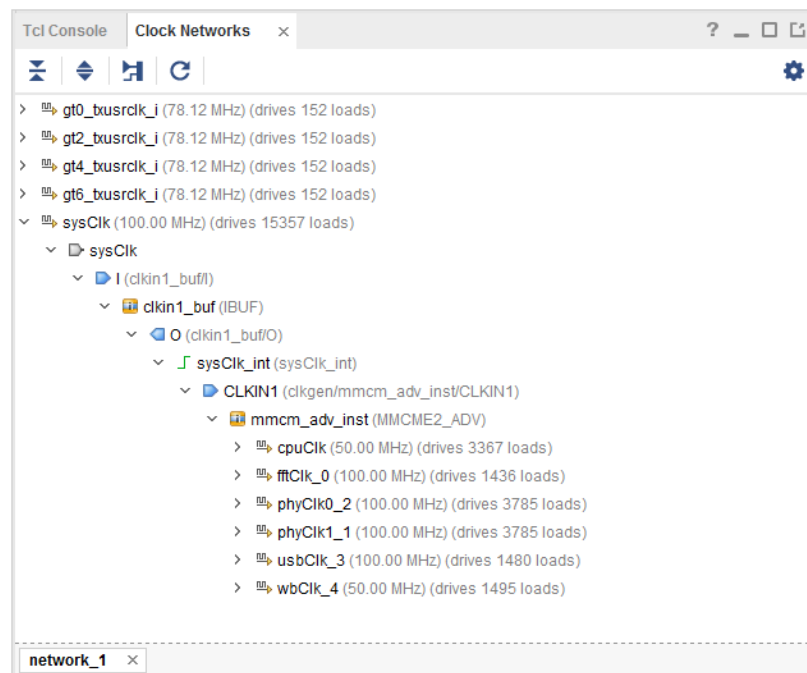 Tcl Console Clock Networks ×
?
gt0_txusrclk_i (78.12 MHz) (drives 152 loads)
gt2_txusrclk_i (78.12 MHz) (drives 152 loads)
gt4_txusrclk_i (78.12 MHz) (drives 152 loads)
gt6_txusrclk_i (78.12 MHz) (drives 152 loads)
sysClk (100.00 MHz) (drives 15357 loads)
sysClk
I (clkin1_buf/I)
clkin1_buf (IBUF)
O (clkin1_buf/O)
sysClk_int (sysClk_int)
CLKIN1 (clkgen/mmcm_adv_inst/CLKIN1)
mmcm_adv_inst (MMCME2_ADV)
cpuClk (50.00 MHz) (drives 3367 loads)
fftClk_0 (100.00 MHz) (drives 1436 loads)
phyClk0_2 (100.00 MHz) (drives 3785 loads)
phyClk1_1 (100.00 MHz) (drives 3785 loads)
usbClk_3 (100.00 MHz) (drives 1480 loads)
wbClk_4 (50.00 MHz) (drives 1495 loads)
network_1 ×